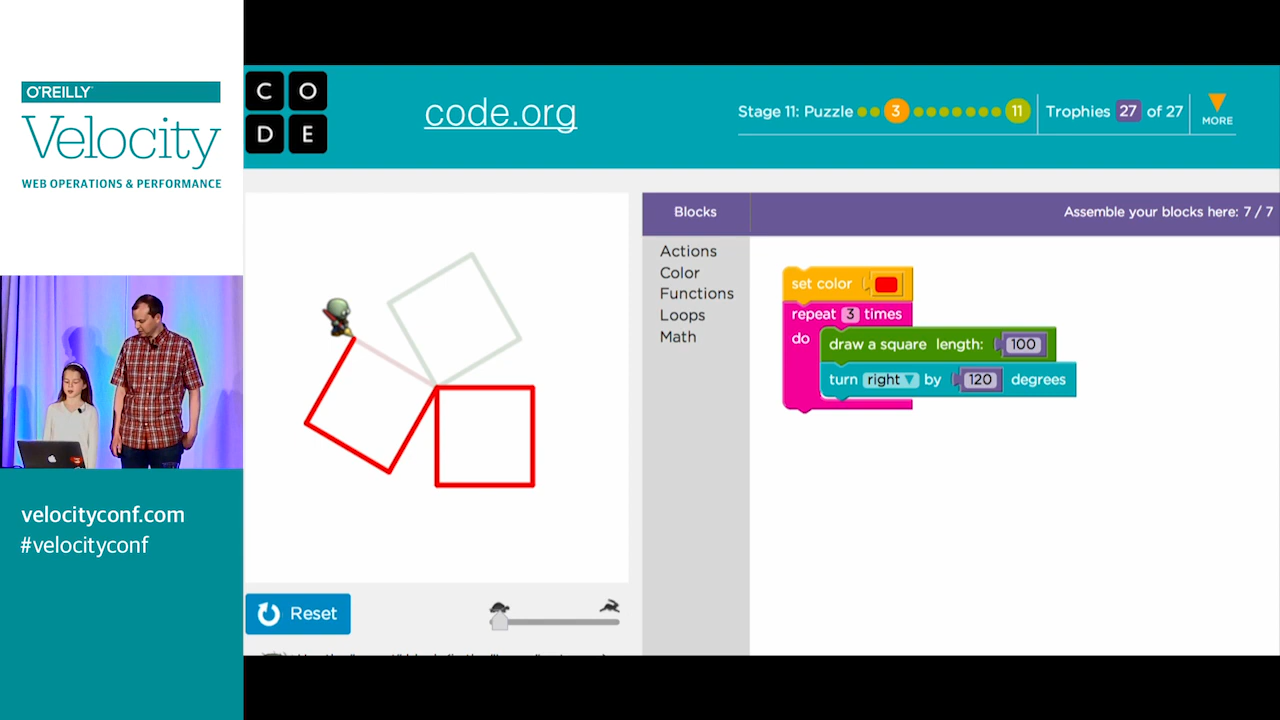 O'REILLY
Velocity
WEB OPERATIONS & PERFORMANCE
velocityconf.com
#velocityconf
C O
D E
code.org
Stage 11: Puzzle 3 11
Trophies 27 of 27
MORE
Blocks
Assemble your blocks here: 7 / 7
Actions
Color
Functions
Loops
Math
set color
repeat 3 times
do
draw a square length: 100
turn right by 120 degrees
Reset